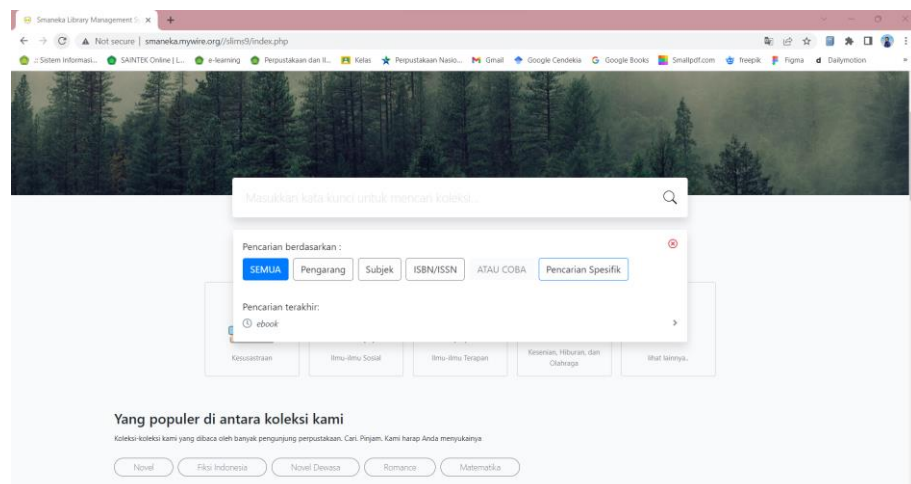 Smaneka Library Management S
Not secure | smaneka.mywire.org//slims9/index.php
.: Sistem Informasi... SAINTEK Online | L... e-learning Perpustakaan dan Il... Kelas Perpustakaan Nasio... Gmail Google Cendekia Google Books Smallpdf.com freepik Figma Dailymotion
Masukkan kata kunci untuk mencari koleksi...
Pencarian berdasarkan :
SEMUA Pengarang Subjek ISBN/ISSN ATAU COBA Pencarian Spesifik
Pencarian terakhir:
ebook
Kesusastraan Ilmu-ilmu Sosial Ilmu-ilmu Terapan Kesenian, Hiburan, dan Olahraga lihat lainnya..
Yang populer di antara koleksi kami
Koleksi-koleksi kami yang dibaca oleh banyak pengunjung perpustakaan. Cari. Pinjam. Kami harap Anda menyukainya
Novel Fiksi Indonesia Novel Dewasa Romance Matematika